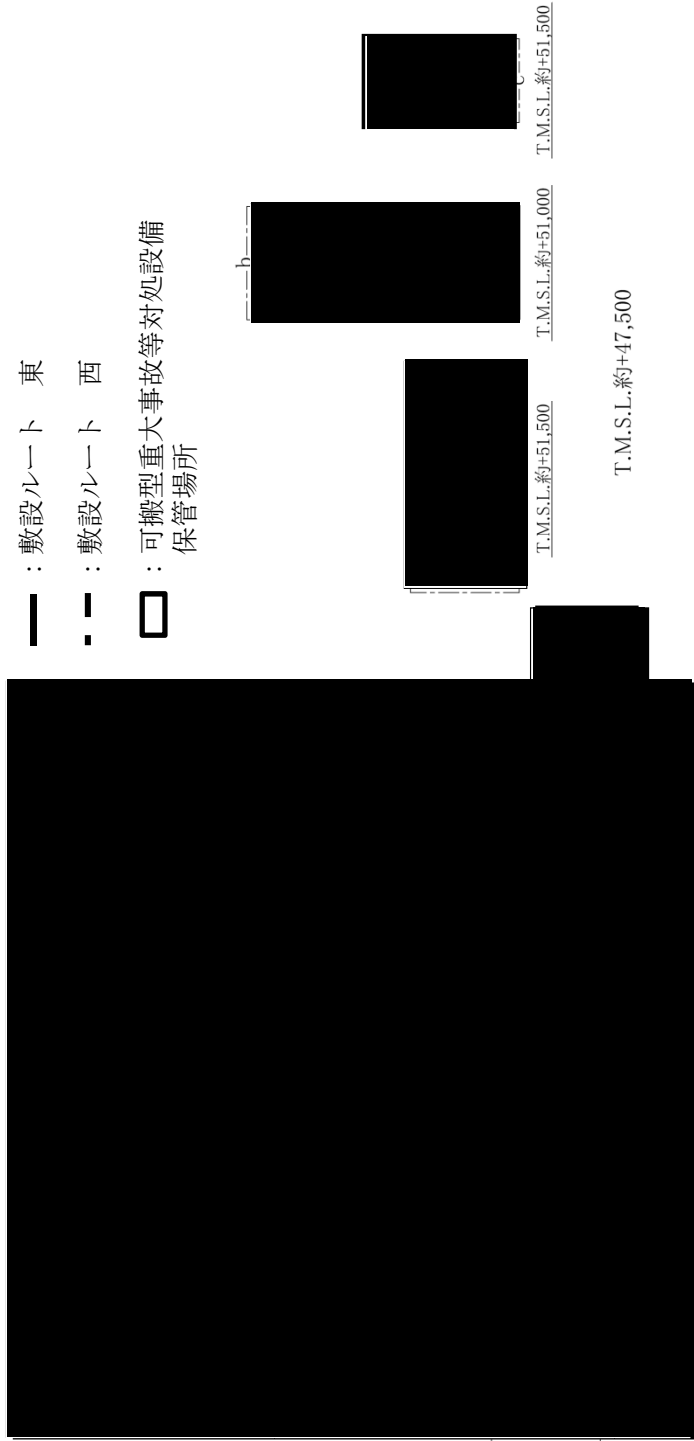 ：敷設ルート　東
：敷設ルート　西
：可搬型重大事故等対処設備
保管場所
b
c
T.M.S.L.約+51,500
T.M.S.L.約+51,000
T.M.S.L.約+51,500
T.M.S.L.約+47,500